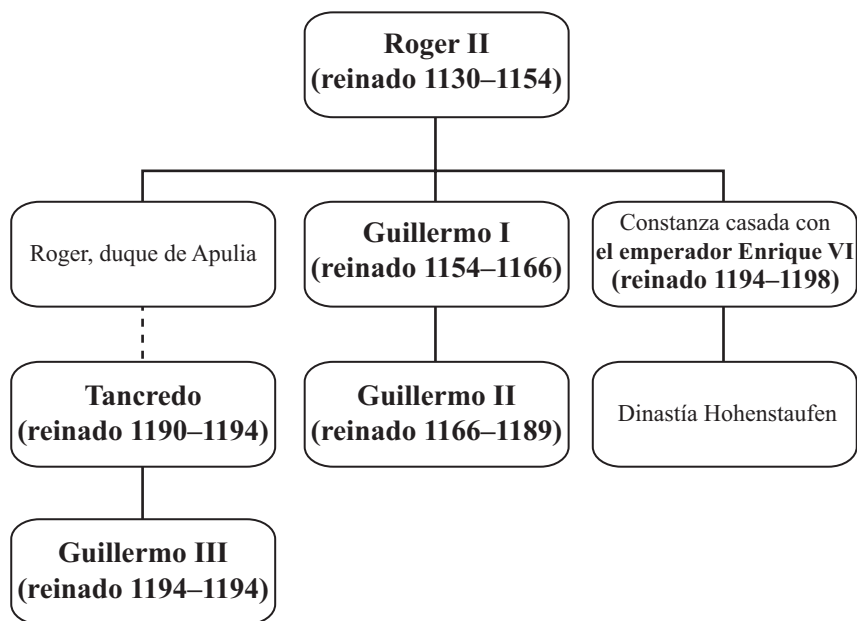 Roger II
(reinado 1130–1154)
Roger, duque de Apulia
Guillermo I
(reinado 1154–1166)
Constanza casada con
el emperador Enrique VI
(reinado 1194–1198)
Tancredo
(reinado 1190–1194)
Guillermo II
(reinado 1166–1189)
Dinastía Hohenstaufen
Guillermo III
(reinado 1194–1194)